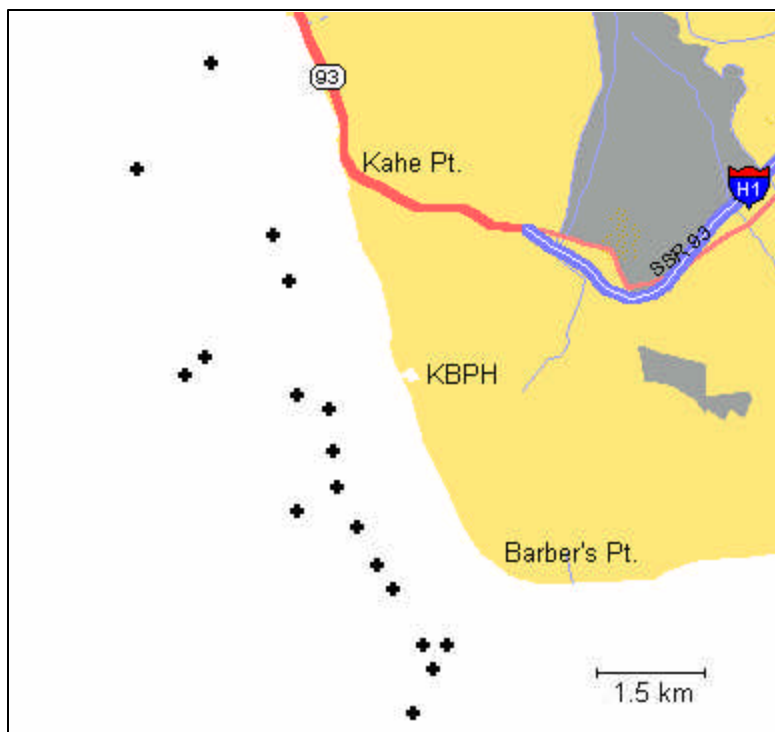 93
Kahe Pt.
H1
SSR 93
KBPH
Barber's Pt.
1.5 km